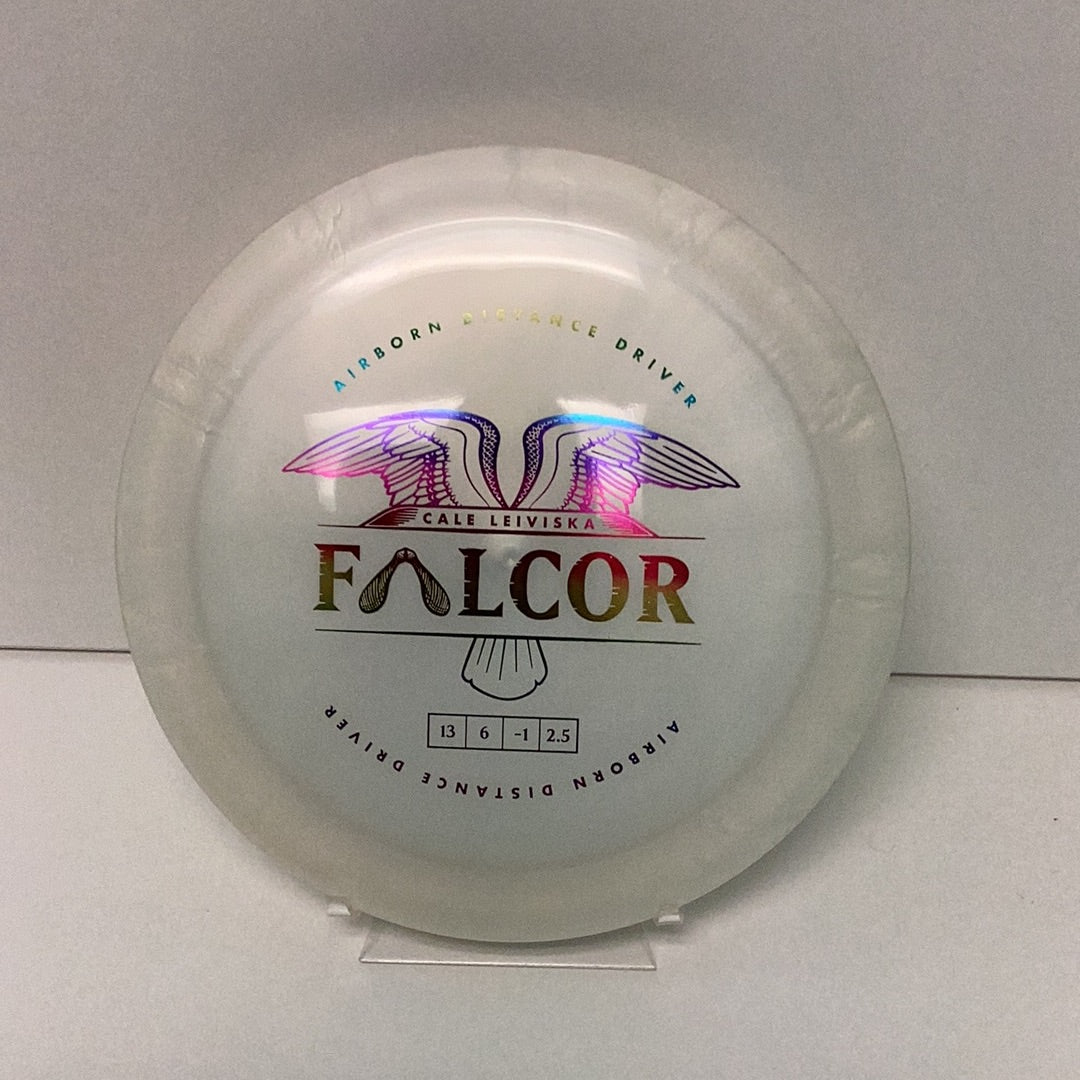 AIRBORN DISTANCE DRIVER
CALE LEIVISKA
FALCOR
13 6 -1 2.5
AIRBORN DISTANCE DRIVER